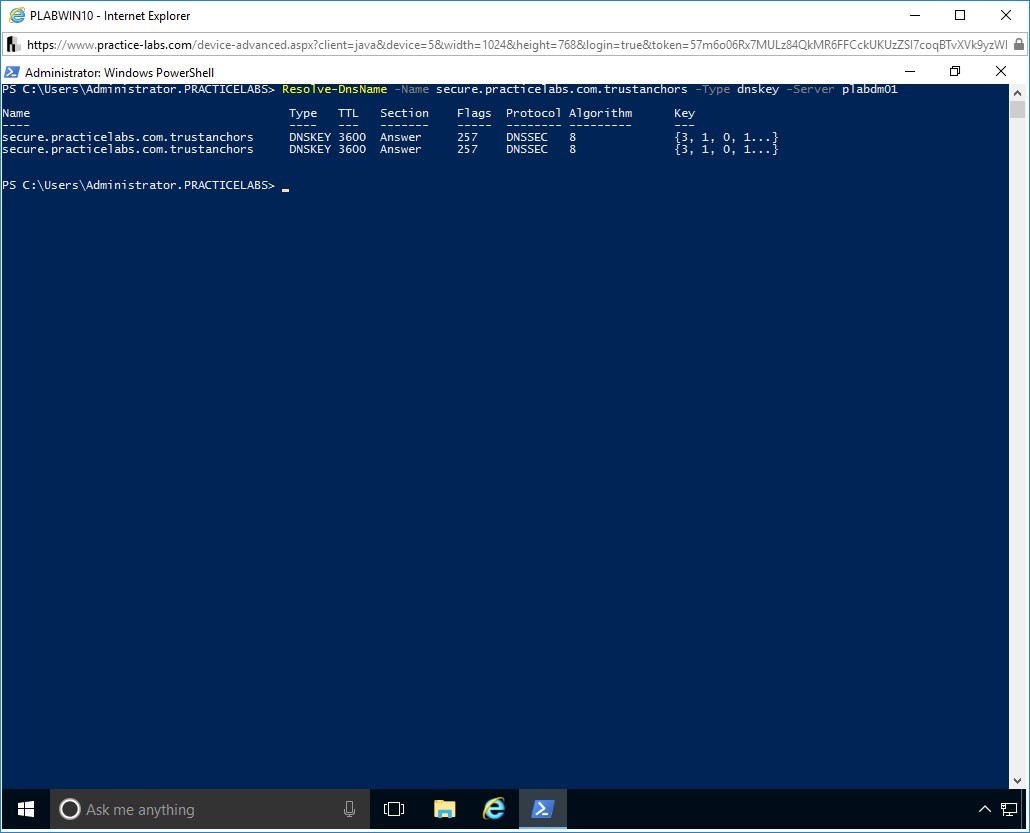 PLABWIN10 - Internet Explorer
https://www.practice-labs.com/device-advanced.aspx?client=java&device=5&width=1024&height=768&login=true&token=57m6o06Rx7MULz84QkMR6FFCckUKUzZSI7coqBTvXVk9yzWI
Administrator: Windows PowerShell
PS C:\Users\Administrator.PRACTICELABS> Resolve-DnsName -Name secure.practicelabs.com.trustanchors -Type dnskey -Server plabdm01
Name Type TTL Section Flags Protocol Algorithm Key
---- ---- --- ------- ----- -------- --------- ---
secure.practicelabs.com.trustanchors DNSKEY 3600 Answer 257 DNSSEC 8 {3, 1, 0, 1...}
secure.practicelabs.com.trustanchors DNSKEY 3600 Answer 257 DNSSEC 8 {3, 1, 0, 1...}
PS C:\Users\Administrator.PRACTICELABS> _
Ask me anything